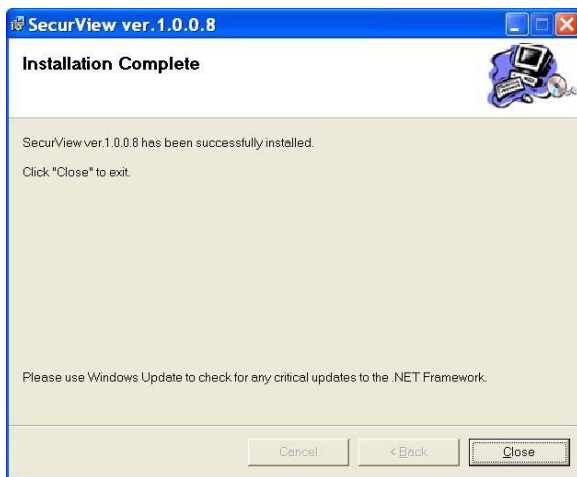 SecurView ver.1.0.0.8
Installation Complete
SecurView ver.1.0.0.8 has been successfully installed.
Click "Close" to exit.
Please use Windows Update to check for any critical updates to the .NET Framework.
Cancel
< Back
Close